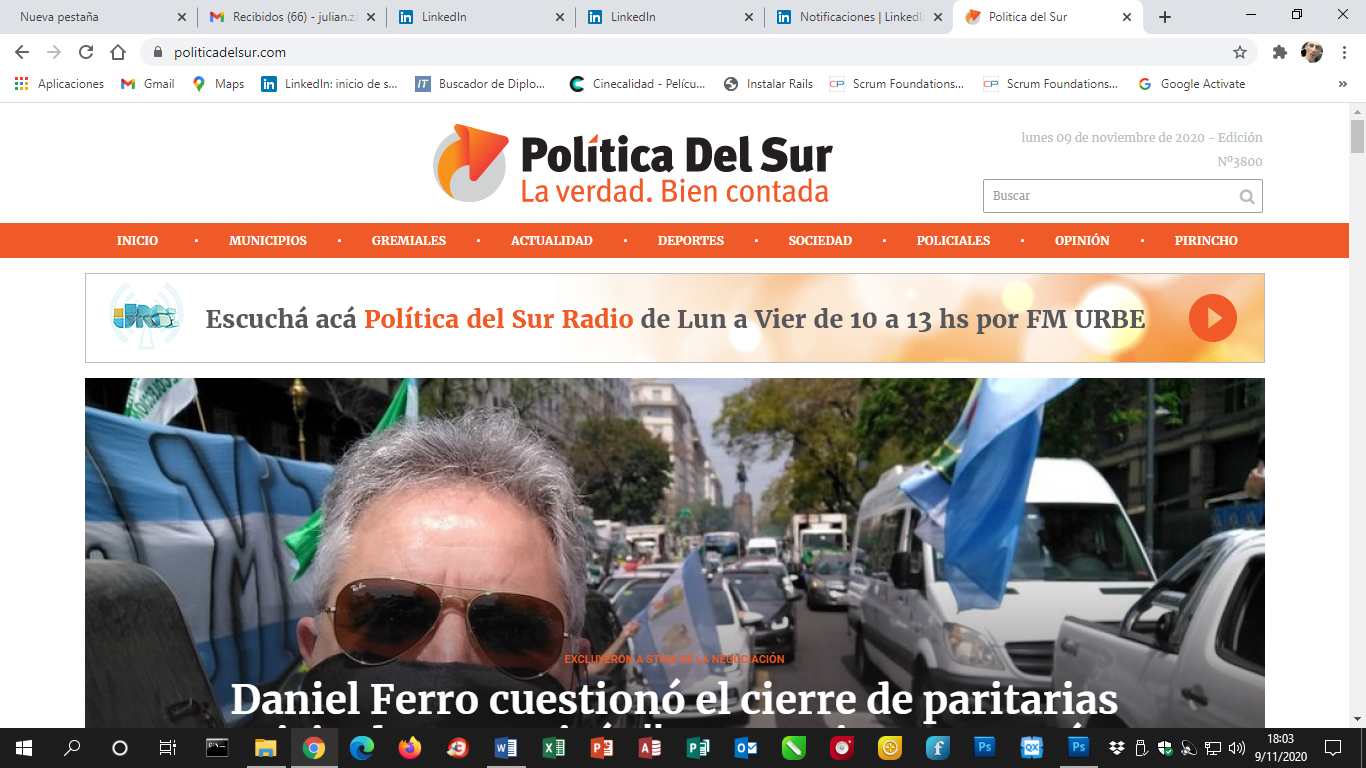 Nueva pestaña
Recibidos (66) - julian.za
LinkedIn
LinkedIn
Notificaciones | LinkedIn
Politica del Sur
politicadelsur.com
Aplicaciones
Gmail
Maps
LinkedIn: inicio de s...
Buscador de Diplo...
Cinecalidad - Pelícu...
Instalar Rails
Scrum Foundations...
Scrum Foundations...
Google Activate
»
Política Del Sur
La verdad. Bien contada
lunes 09 de noviembre de 2020 - Edición
Nº3800
Buscar
INICIO • MUNICIPIOS • GREMIALES • ACTUALIDAD • DEPORTES • SOCIEDAD • POLICIALES • OPINIÓN • PIRINCHO
Escuchá acá Política del Sur Radio de Lun a Vier de 10 a 13 hs por FM URBE
Ray-Ban
EXCLUYERON A STMA DE LA NEGOCIACIÓN
Daniel Ferro cuestionó el cierre de paritarias
18:03
9/11/2020